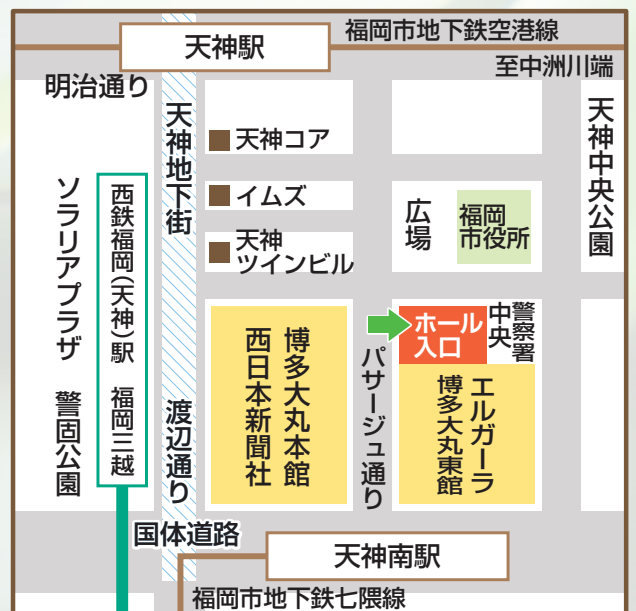 福岡市地下鉄空港線
天神駅
至中洲川端
明治通り
天神地下街
天神コア
イムズ
天神
ツインビル
広場
福岡
市役所
天神中央公園
ソラリアプラザ
警固公園
西鉄福岡(天神)駅 福岡三越
渡辺通り
博多大丸本館
西日本新聞社
パサージュ通り
ホール
入口
中央
警察署
エルガーラ
博多大丸東館
国体道路
天神南駅
福岡市地下鉄七隈線